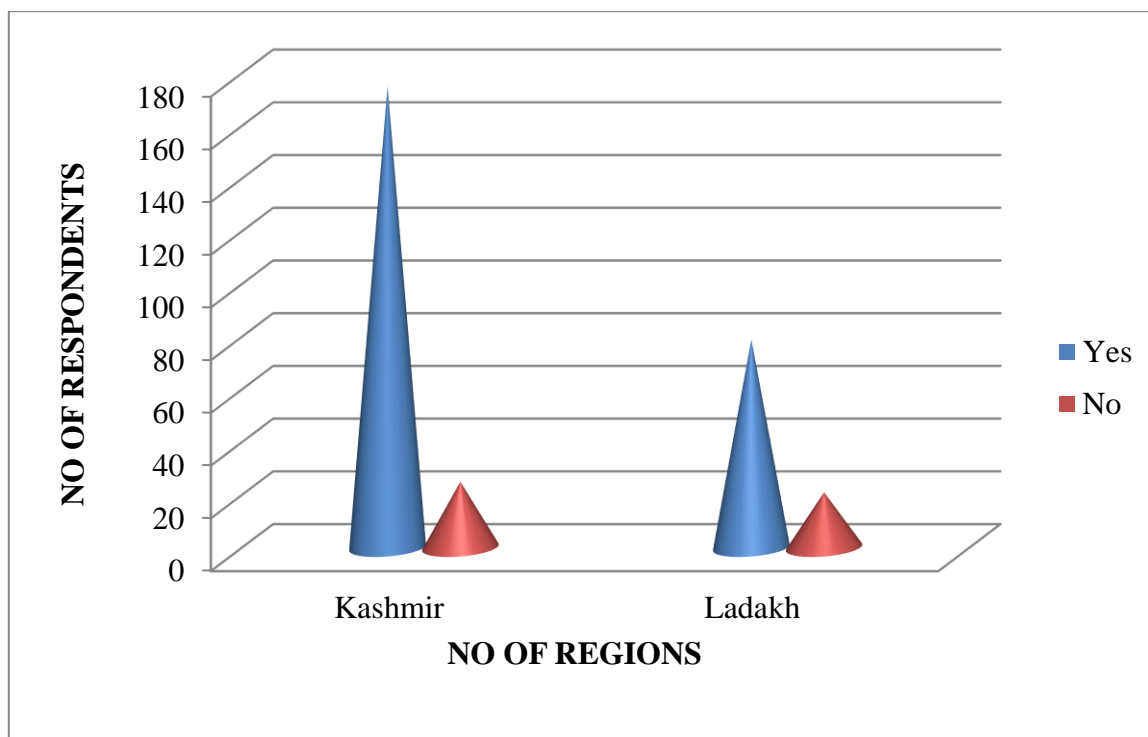 180
160
140
120
100
80
60
40
20
0
NO OF RESPONDENTS
Kashmir
Ladakh
NO OF REGIONS
Yes
No